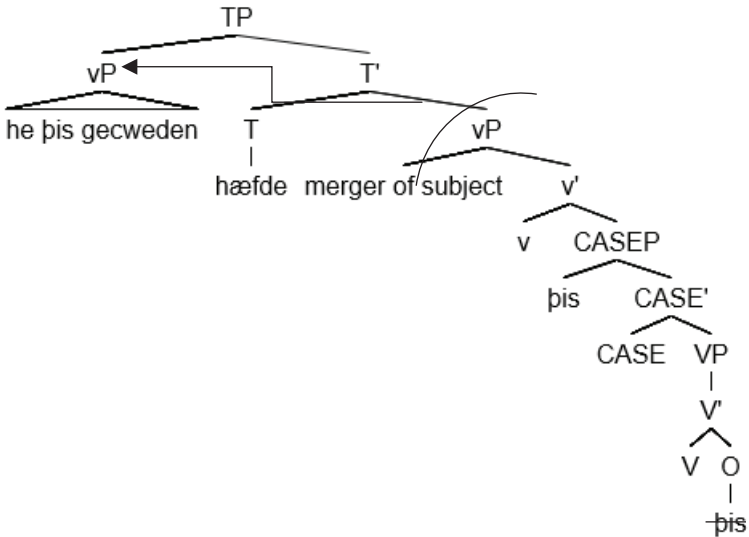 TP
vP T'
he þis gecweden T vP
hæfde merger of subject v'
v CASEP
þis CASE'
CASE VP
V'
V O
þis